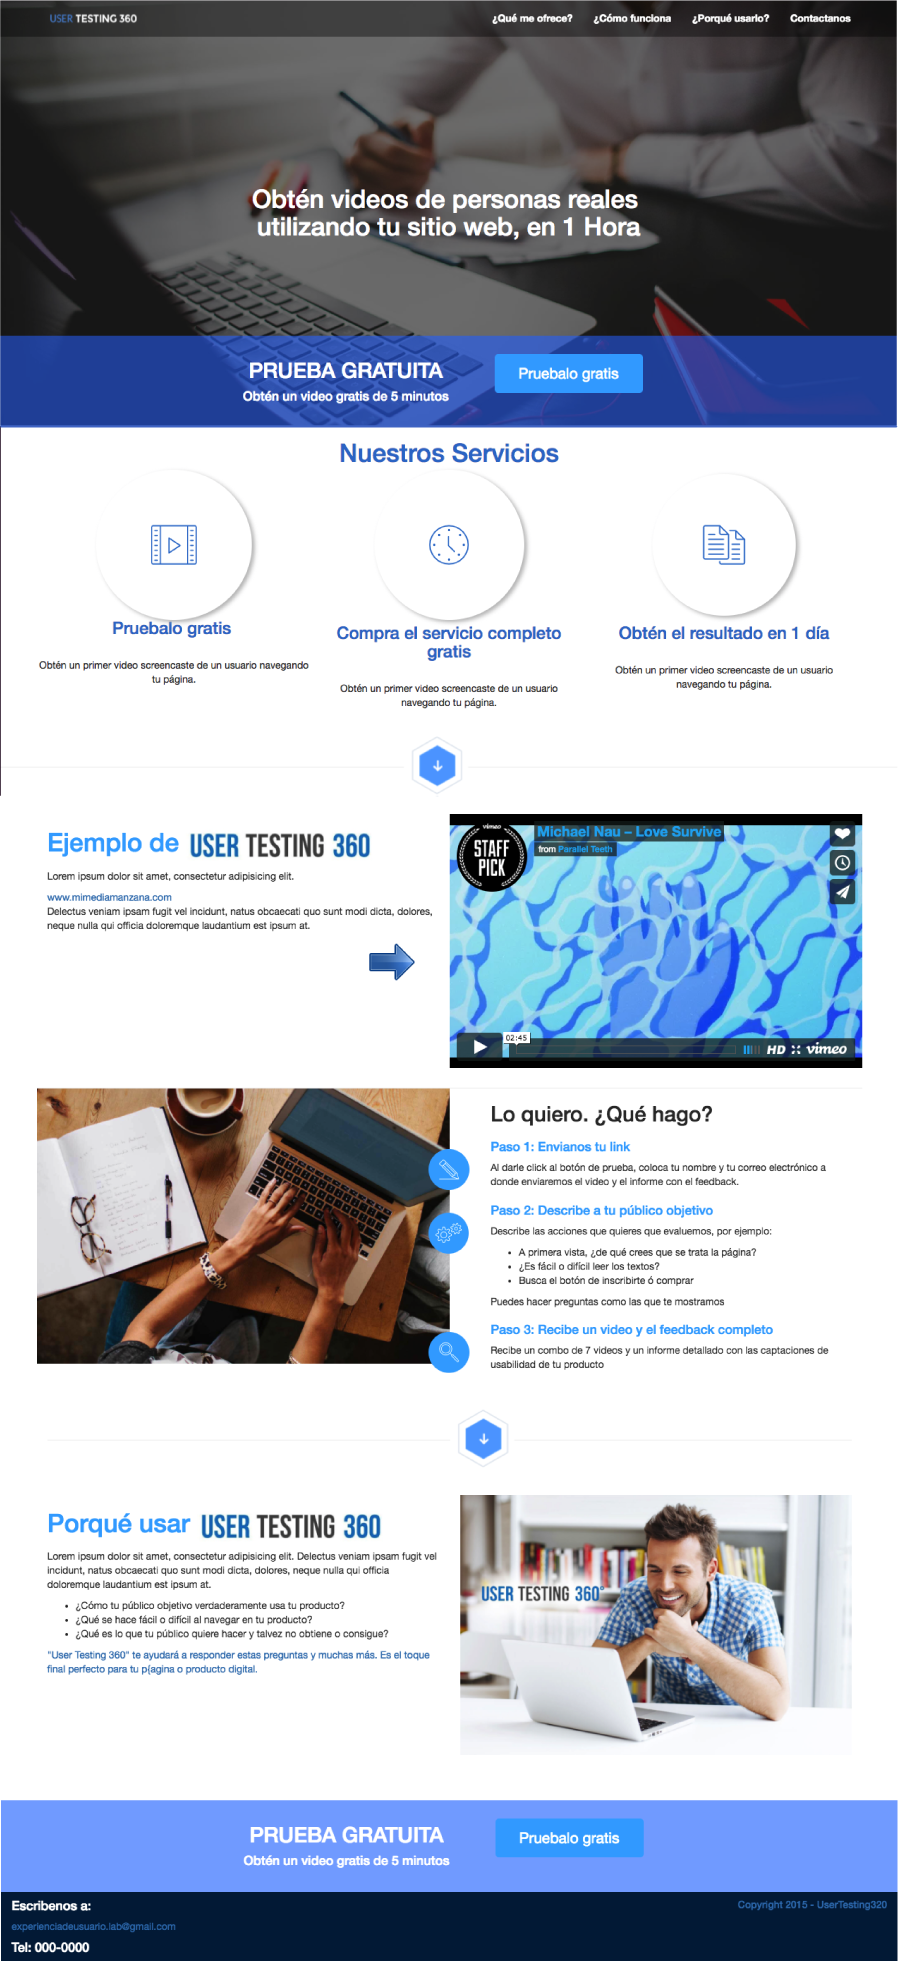 USER TESTING 360
¿Qué me ofrece? ¿Cómo funciona ¿Porqué usarlo? Contactanos
Obtén videos de personas reales
utilizando tu sitio web, en 1 Hora
PRUEBA GRATUITA
Obtén un video gratis de 5 minutos
Pruebalo gratis
Nuestros Servicios
Pruebalo gratis
Obtén un primer video screencaste de un usuario navegando
tu página.
Compra el servicio completo
gratis
Obtén un primer video screencaste de un usuario
navegando tu página.
Obtén el resultado en 1 día
Obtén un primer video screencaste de un usuario
navegando tu página.
Ejemplo de USER TESTING 360
Lorem ipsum dolor sit amet, consectetur adipisicing elit.
www.mimediamanzana.com
Delectus veniam ipsam fugit vel incidunt, natus obcaecati quo sunt modi dicta, dolores,
neque nulla qui officia doloremque laudantium est ipsum at.
vimeo
STAFF
PICK
Michael Nau – Love Survive
from Parallel Teeth
02:45
HD vimeo
Lo quiero. ¿Qué hago?
Paso 1: Envianos tu link
Al darle click al botón de prueba, coloca tu nombre y tu correo electrónico a
donde enviaremos el video y el informe con el feedback.
Paso 2: Describe a tu público objetivo
Describe las acciones que quieres que evaluemos, por ejemplo:
• A primera vista, ¿de qué crees que se trata la página?
• ¿Es fácil o difícil leer los textos?
• Busca el botón de inscribirte ó comprar
Puedes hacer preguntas como las que te mostramos
Paso 3: Recibe un video y el feedback completo
Recibe un combo de 7 videos y un informe detallado con las captaciones de
usabilidad de tu producto
Porqué usar USER TESTING 360
Lorem ipsum dolor sit amet, consectetur adipisicing elit. Delectus veniam ipsam fugit vel
incidunt, natus obcaecati quo sunt modi dicta, dolores, neque nulla qui officia
doloremque laudantium est ipsum at.
• ¿Cómo tu público objetivo verdaderamente usa tu producto?
• ¿Qué se hace fácil o difícil al navegar en tu producto?
• ¿Qué es lo que tu público quiere hacer y talvez no obtiene o consigue?
"User Testing 360" te ayudará a responder estas preguntas y muchas más. Es el toque
final perfecto para tu p{agina o producto digital.
USER TESTING 360°
PRUEBA GRATUITA
Obtén un video gratis de 5 minutos
Pruebalo gratis
Escribenos a:
experienciadeusuario.lab@gmail.com
Tel: 000-0000
Copyright 2015 - UserTesting320